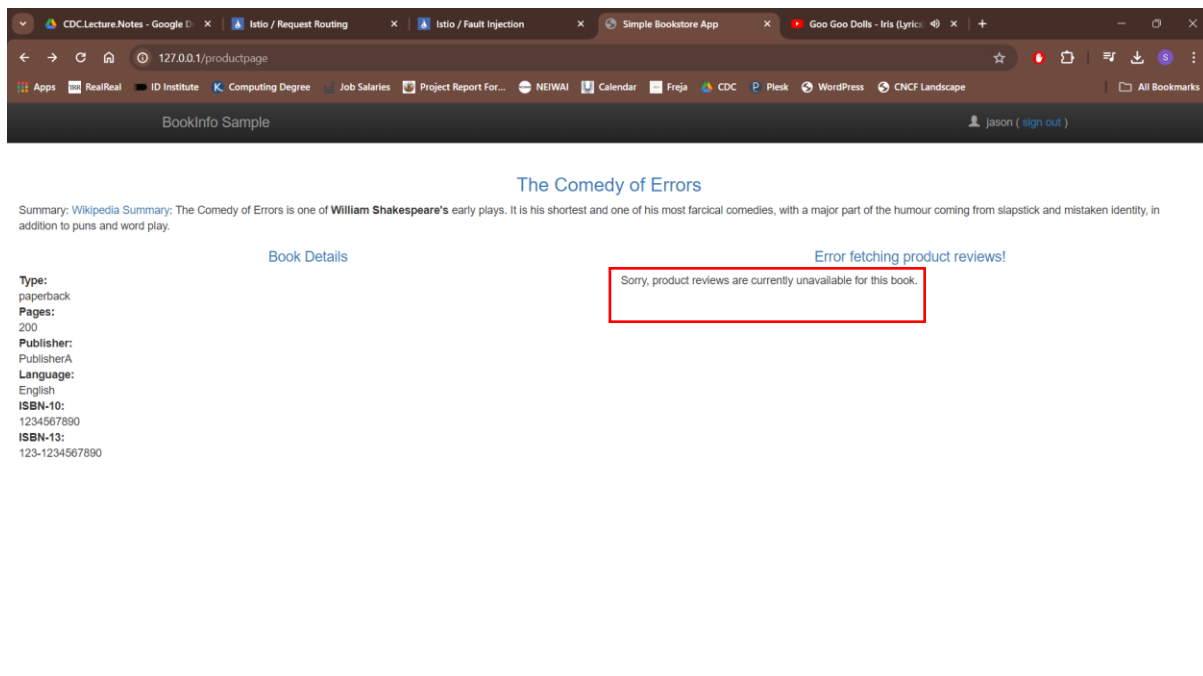 CDC.Lecture.Notes - Google D
Istio / Request Routing
Istio / Fault Injection
Simple Bookstore App
Goo Goo Dolls - Iris (Lyrics)
127.0.0.1/productpage
S
Apps
RealReal
ID Institute
Computing Degree
Job Salaries
Project Report For...
NEIWAI
Calendar
Freja
CDC
Plesk
WordPress
CNCF Landscape
All Bookmarks
BookInfo Sample
jason ( sign out )
The Comedy of Errors
Summary: Wikipedia Summary: The Comedy of Errors is one of William Shakespeare's early plays. It is his shortest and one of his most farcical comedies, with a major part of the humour coming from slapstick and mistaken identity, in
addition to puns and word play.
Book Details
Type:
paperback
Pages:
200
Publisher:
PublisherA
Language:
English
ISBN-10:
1234567890
ISBN-13:
123-1234567890
Error fetching product reviews!
Sorry, product reviews are currently unavailable for this book.